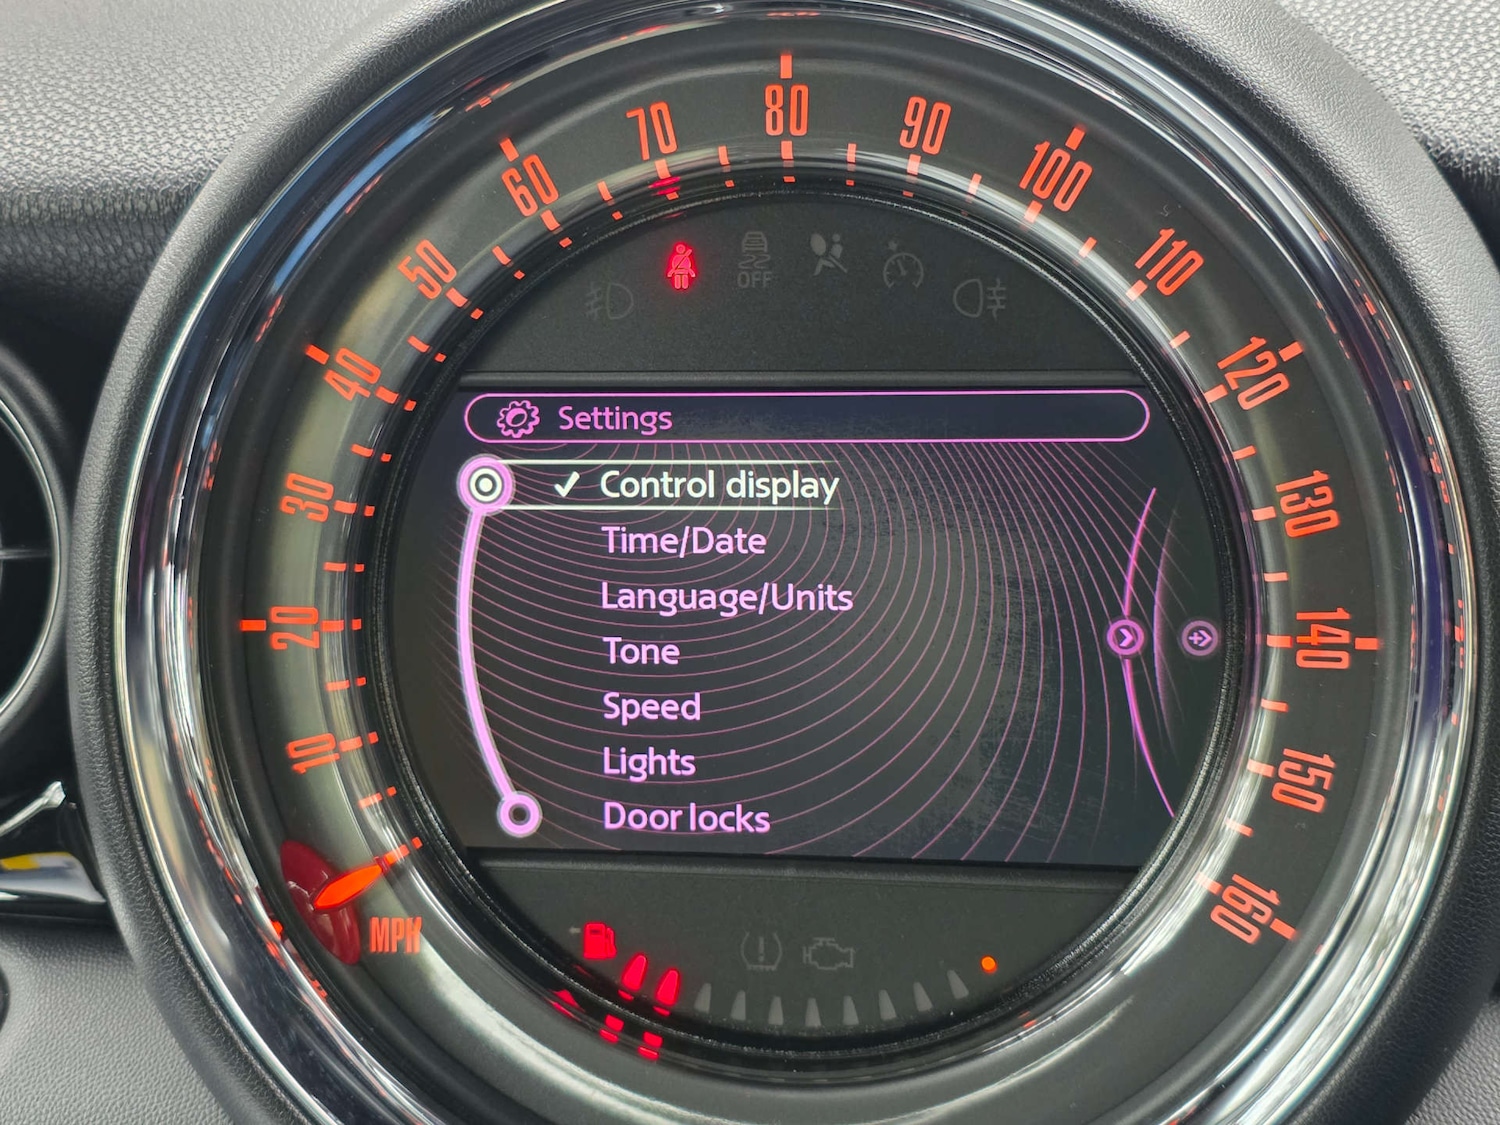 10
20
30
40
50
60
70
80
90
100
110
120
130
140
150
160
MPH
OFF
Settings
Control display
Time/Date
Language/Units
Tone
Speed
Lights
Door locks